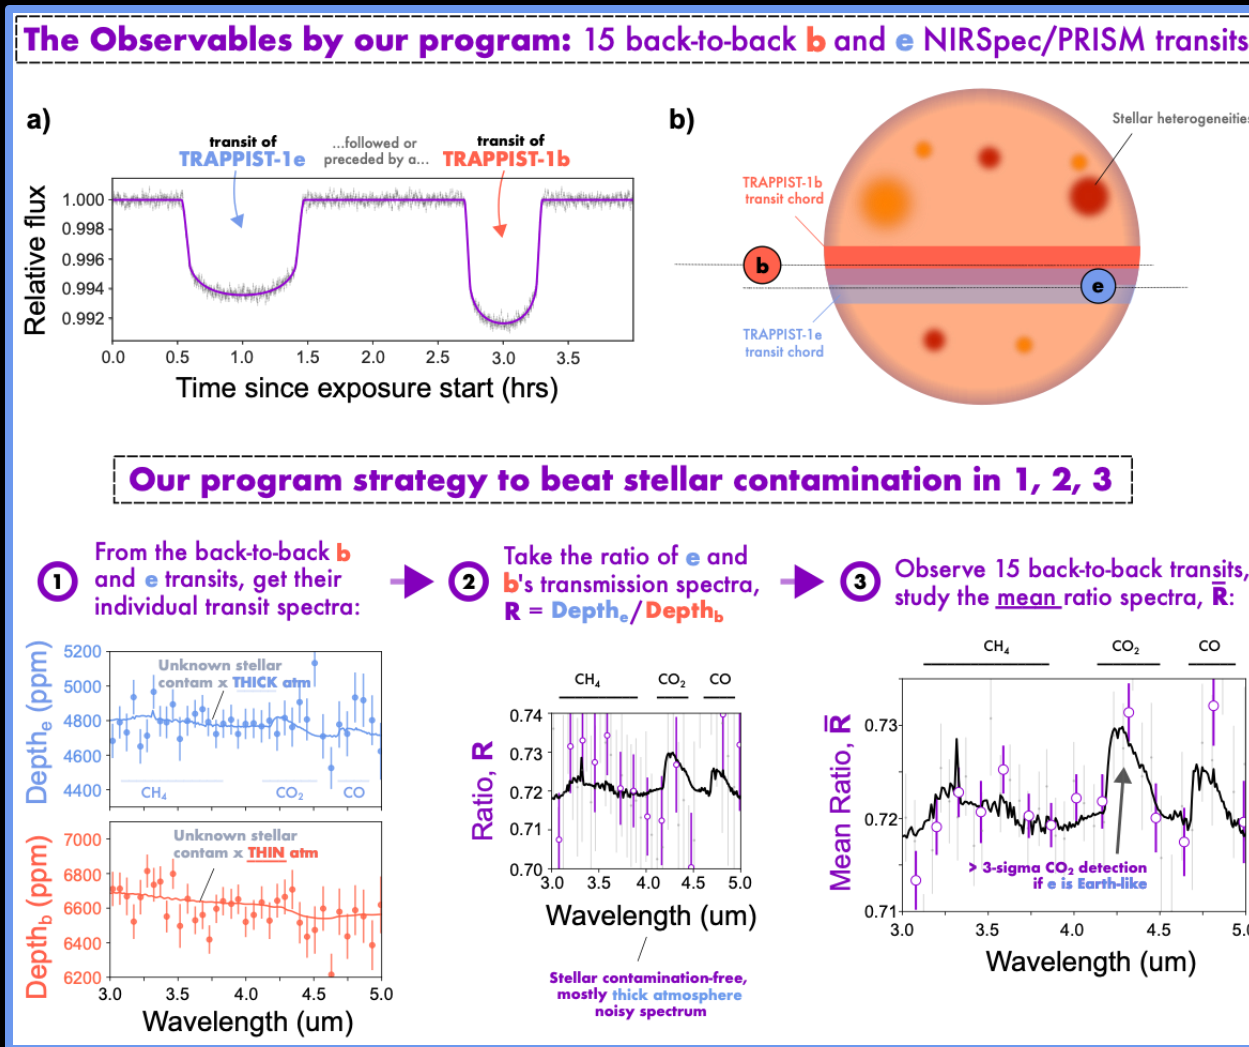 The Observables by our program: 15 back-to-back b and e NIRSpec/PRISM transits
a)
transit of
TRAPPIST-1e
...followed or
preceded by a...
transit of
TRAPPIST-1b
Relative flux
1.000
0.998
0.996
0.994
0.992
0.0 0.5 1.0 1.5 2.0 2.5 3.0 3.5
Time since exposure start (hrs)
b)
Stellar heterogeneities
TRAPPIST-1b
transit chord
b
e
TRAPPIST-1e
transit chord
Our program strategy to beat stellar contamination in 1, 2, 3
1
From the back-to-back b
and e transits, get their
individual transit spectra:
Depthe (ppm)
5200
5000
4800
4600
4400
Unknown stellar
contam x THICK atm
CH4 CO2 CO
Depthb (ppm)
7000
6800
6600
6400
6200
Unknown stellar
contam x THIN atm
3.0 3.5 4.0 4.5 5.0
Wavelength (um)
2
Take the ratio of e and
b's transmission spectra,
R = Depthe/Depthb
CH4 CO2 CO
Ratio, R
0.74
0.73
0.72
0.71
0.70
3.0 3.5 4.0 4.5 5.0
Wavelength (um)
Stellar contamination-free,
mostly thick atmosphere
noisy spectrum
3
Observe 15 back-to-back transits,
study the mean ratio spectra, R̅:
CH4 CO2 CO
Mean Ratio, R̅
0.73
0.72
0.71
> 3-sigma CO2 detection
if e is Earth-like
3.0 3.5 4.0 4.5 5.0
Wavelength (um)